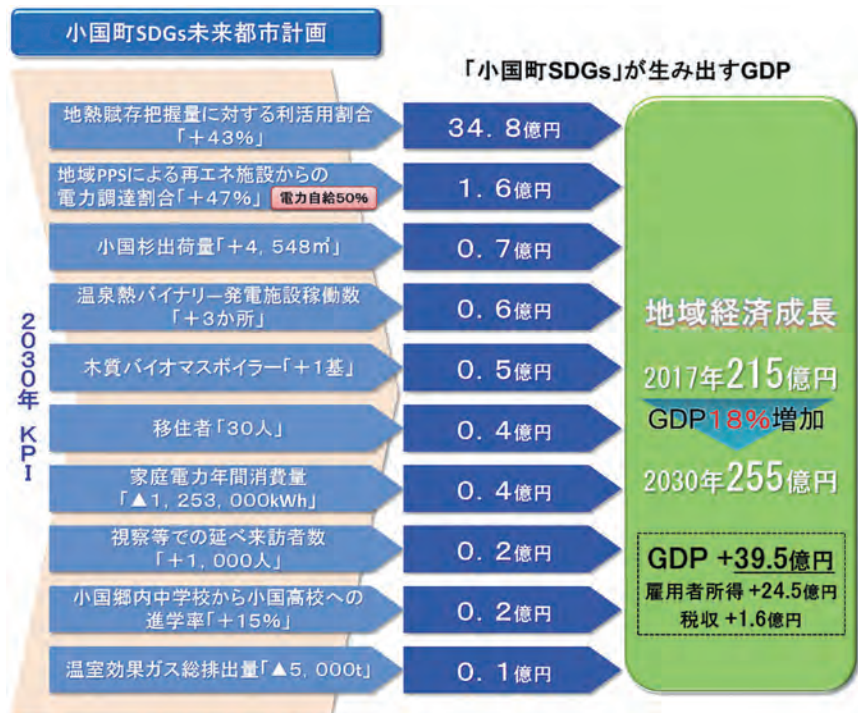 小国町SDGs未来都市計画
「小国町SDGs」が生み出すGDP
2030年 KPI
地熱賦存把握量に対する利活用割合
「＋43%」
34．8億円
地域PPSによる再エネ施設からの
電力調達割合「＋47%」 電力自給50%
1．6億円
小国杉出荷量「＋4，548㎥」
0．7億円
温泉熱バイナリー発電施設稼働数
「＋3か所」
0．6億円
木質バイオマスボイラー「＋1基」
0．5億円
移住者「30人」
0．4億円
家庭電力年間消費量
「▲1，253，000kWh」
0．4億円
視察等での延べ来訪者数
「＋1，000人」
0．2億円
小国郷内中学校から小国高校への
進学率「＋15%」
0．2億円
温室効果ガス総排出量「▲5，000t」
0．1億円
地域経済成長
2017年215億円
GDP18%増加
2030年255億円
GDP +39.5億円
雇用者所得 +24.5億円
税収 +1.6億円